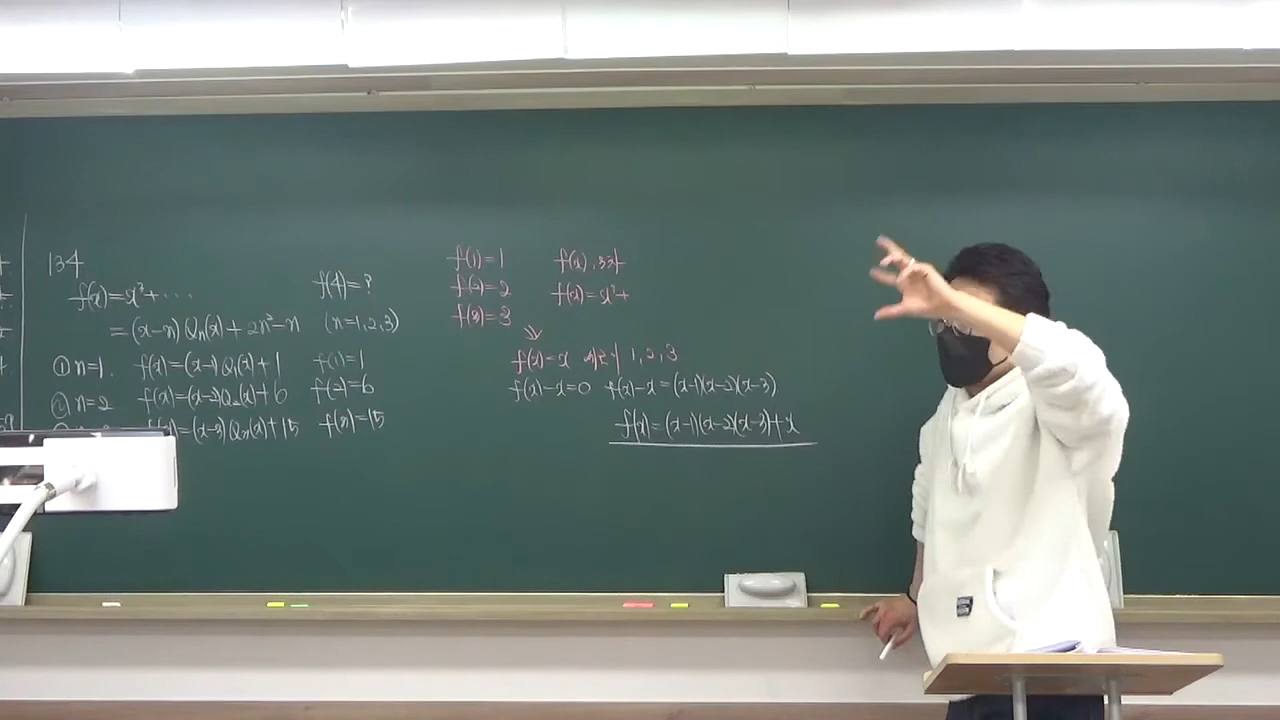 134
f(x)=x³+⋯
f(4)=?
=(x-n)Qn(x)+2n²-n (n=1,2,3)
① n=1. f(x)=(x-1)Q₁(x)+1 f(1)=1
② n=2 f(x)=(x-2)Q₂(x)+6 f(2)=6
f(x)=(x-3)Q₃(x)+15 f(3)=15
f(1)=1
f(2)=2
f(3)=3
f(x), 3차
f(x)=x³+
f(x)=x 1, 2, 3
f(x)-x=0 f(x)-x=(x-1)(x-2)(x-3)
f(x)=(x-1)(x-2)(x-3)+x